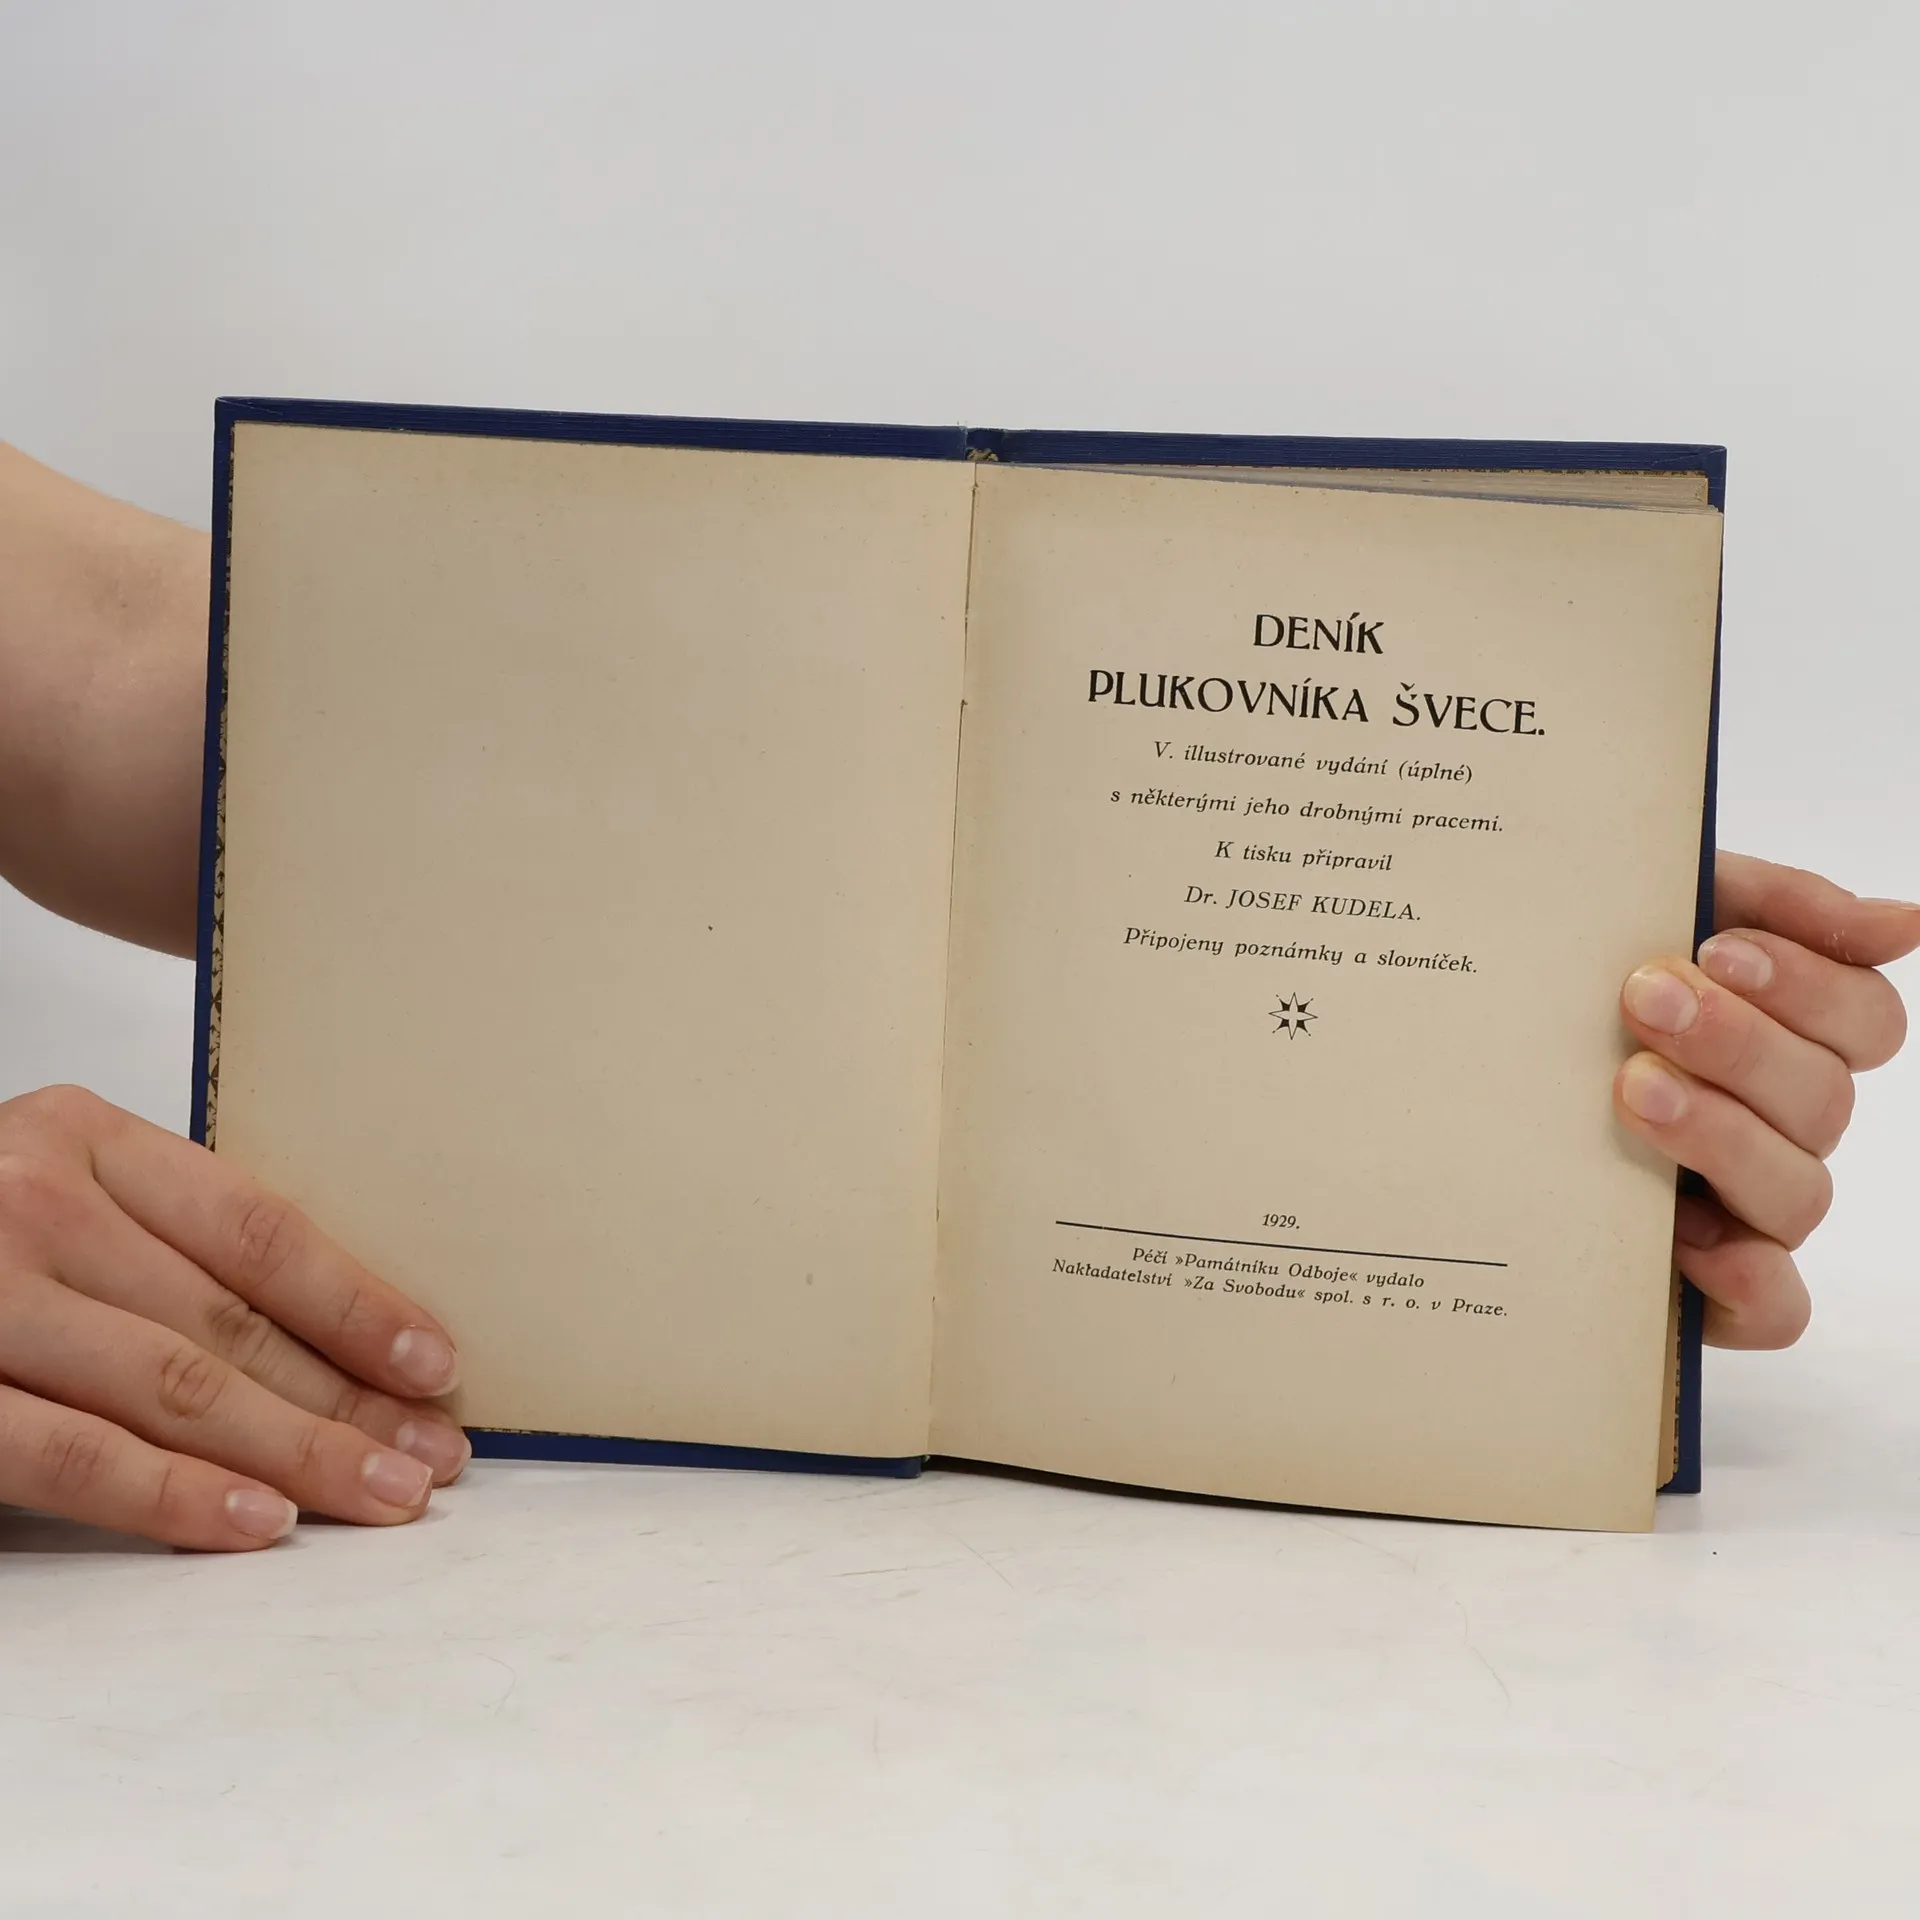 DENÍK
PLUKOVNÍKA ŠVECE.
V. illustrované vydání (úplné)
s některými jeho drobnými pracemi.
K tisku připravil
Dr. JOSEF KUDELA.
Připojeny poznámky a slovníček.
1929.
Péčí »Památníku Odboje« vydalo
Nakladatelství »Za Svobodu« spol. s r. o. v Praze.